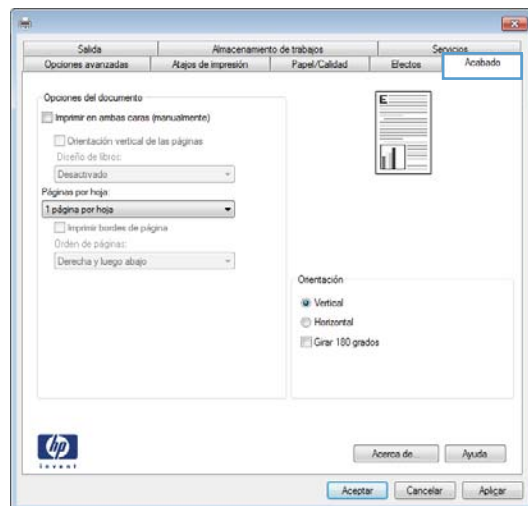 Salida Almacenamiento de trabajos Servicios
Opciones avanzadas Atajos de impresión Papel/Calidad Efectos Acabado
Opciones del documento
Imprimir en ambas caras (manualmente)
Orientación vertical de las páginas
Diseño de libros:
Desactivado
Páginas por hoja:
1 página por hoja
Imprimir bordes de página
Orden de páginas:
Derecha y luego abajo
E
Orientación
Vertical
Horizontal
Girar 180 grados
hp
invent
Acerca de... Ayuda
Aceptar Cancelar Aplicar